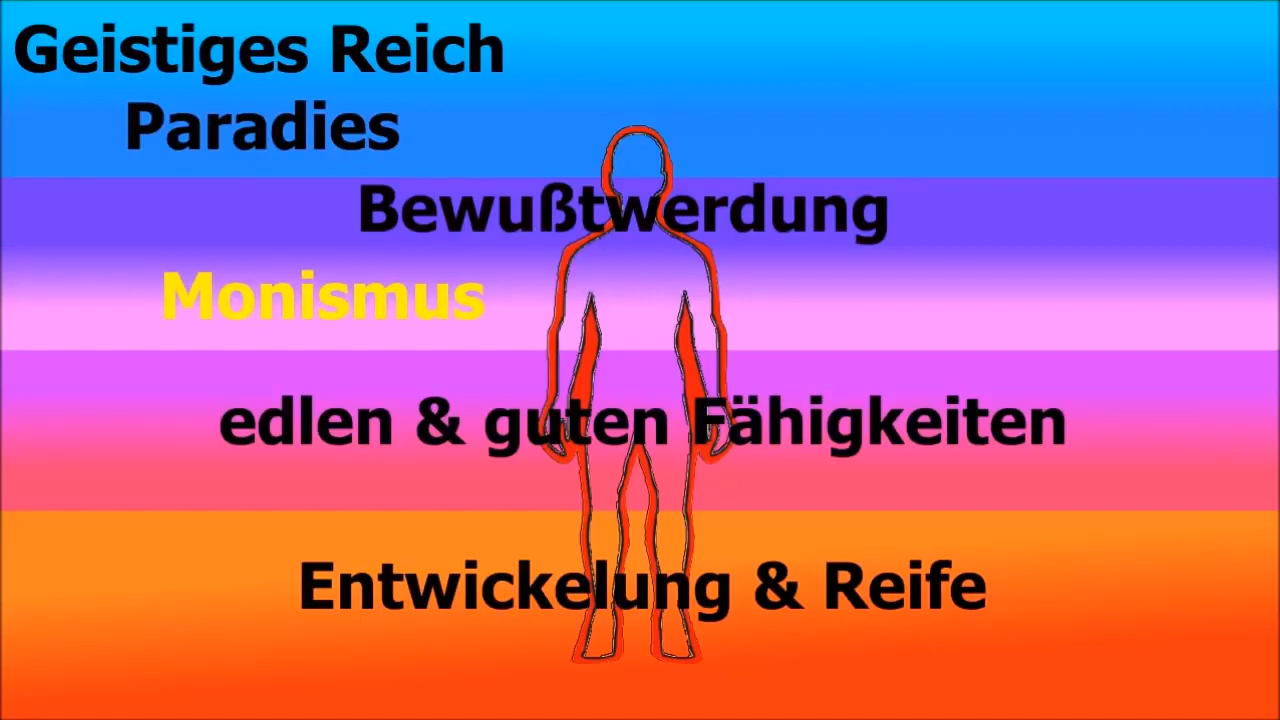 Geistiges Reich
Paradies
Bewußtwerdung
Monismus
edlen & guten Fähigkeiten
Entwickelung & Reife